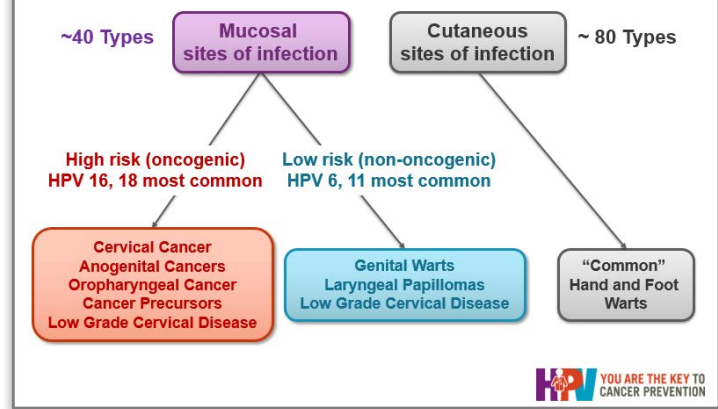 ~40 Types
Mucosal
sites of infection
Cutaneous
sites of infection
~ 80 Types
High risk (oncogenic)
HPV 16, 18 most common
Low risk (non-oncogenic)
HPV 6, 11 most common
Cervical Cancer
Anogenital Cancers
Oropharyngeal Cancer
Cancer Precursors
Low Grade Cervical Disease
Genital Warts
Laryngeal Papillomas
Low Grade Cervical Disease
“Common”
Hand and Foot
Warts
HPV
YOU ARE THE KEY TO
CANCER PREVENTION